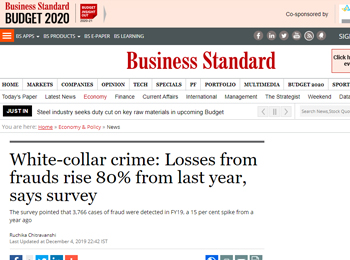 Business Standard
BUDGET 2020
BUDGET
INSIGHT
OUT
Co-sponsored by
BS APPS BS PRODUCTS BS E-PAPER BS LEARNING
SIGN
Business Standard
Click h
HOME MARKETS COMPANIES OPINION TECH SPECIALS PF PORTFOLIO MULTIMEDIA BUDGET 2020 SPORT
Today's Paper Latest News Economy Finance Current Affairs International Management The Strategist Weekend Data
JUST IN Steel industry seeks duty cut on key raw materials in upcoming Budget
Search News,Stock Quote
You are here: Home » Economy & Policy » News
White-collar crime: Losses from
frauds rise 80% from last year,
says survey
The survey pointed that 3,766 cases of fraud were detected in FY19, a 15 per cent spike from a
year ago
Ruchika Chitravanshi
Last Updated at December 4, 2019 22:42 IST